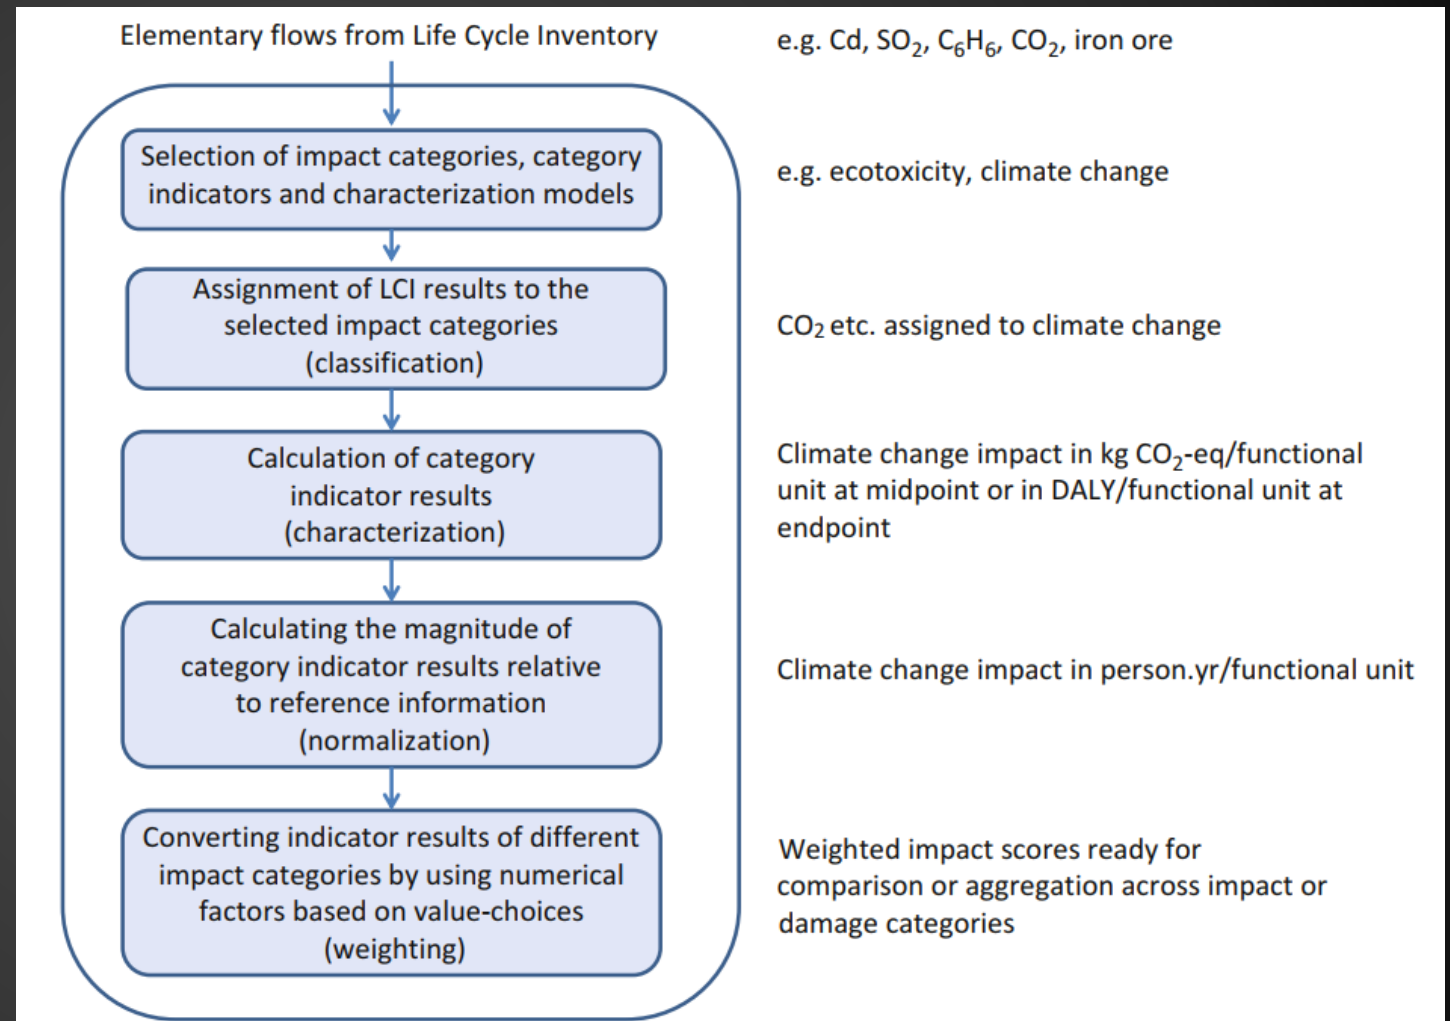 Elementary flows from Life Cycle Inventory
e.g. Cd, SO₂, C₆H₆, CO₂, iron ore
Selection of impact categories, category
indicators and characterization models
e.g. ecotoxicity, climate change
Assignment of LCI results to the
selected impact categories
(classification)
CO₂ etc. assigned to climate change
Calculation of category
indicator results
(characterization)
Climate change impact in kg CO₂-eq/functional
unit at midpoint or in DALY/functional unit at
endpoint
Calculating the magnitude of
category indicator results relative
to reference information
(normalization)
Climate change impact in person.yr/functional unit
Converting indicator results of different
impact categories by using numerical
factors based on value-choices
(weighting)
Weighted impact scores ready for
comparison or aggregation across impact or
damage categories